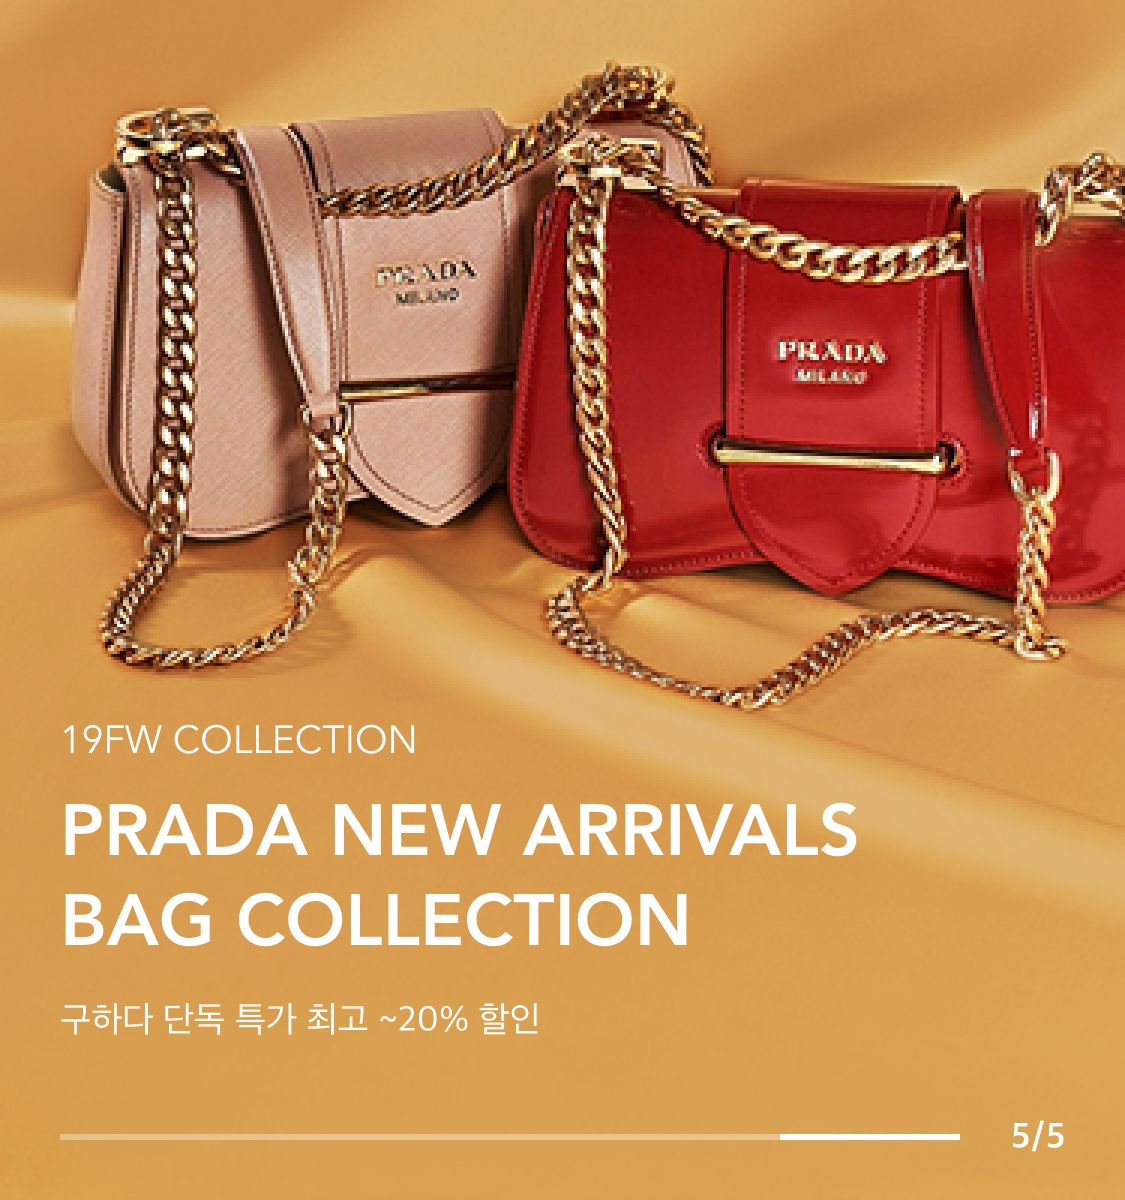 PRADA
MILANO
PRADA
MILANO
19FW COLLECTION
PRADA NEW ARRIVALS
BAG COLLECTION
구하다 단독 특가 최고 ~20% 할인
5/5